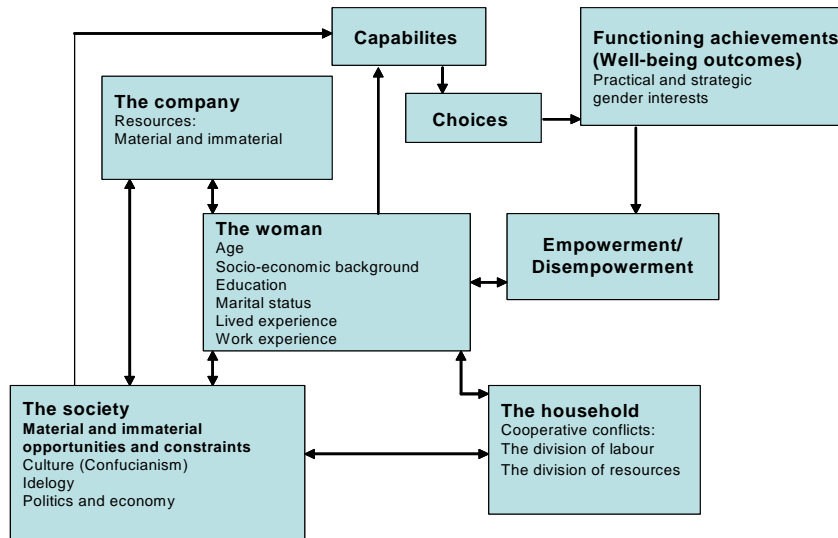 Capabilites
Functioning achievements
(Well-being outcomes)
Practical and strategic
gender interests
The company
Resources:
Material and immaterial
Choices
The woman
Age
Socio-economic background
Education
Marital status
Lived experience
Work experience
Empowerment/
Disempowerment
The society
Material and immaterial
opportunities and constraints
Culture (Confucianism)
Idelogy
Politics and economy
The household
Cooperative conflicts:
The division of labour
The division of resources